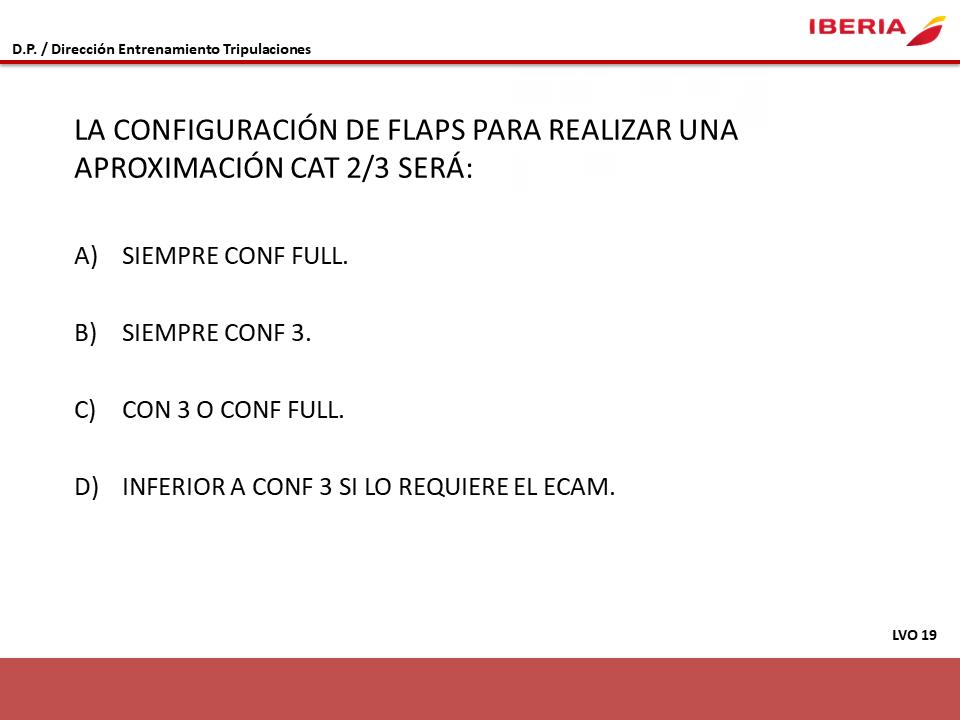 IBERIA
D.P. / Dirección Entrenamiento Tripulaciones
LA CONFIGURACIÓN DE FLAPS PARA REALIZAR UNA
APROXIMACIÓN CAT 2/3 SERÁ:
A) SIEMPRE CONF FULL.
B) SIEMPRE CONF 3.
C) CON 3 O CONF FULL.
D) INFERIOR A CONF 3 SI LO REQUIERE EL ECAM.
LVO 19